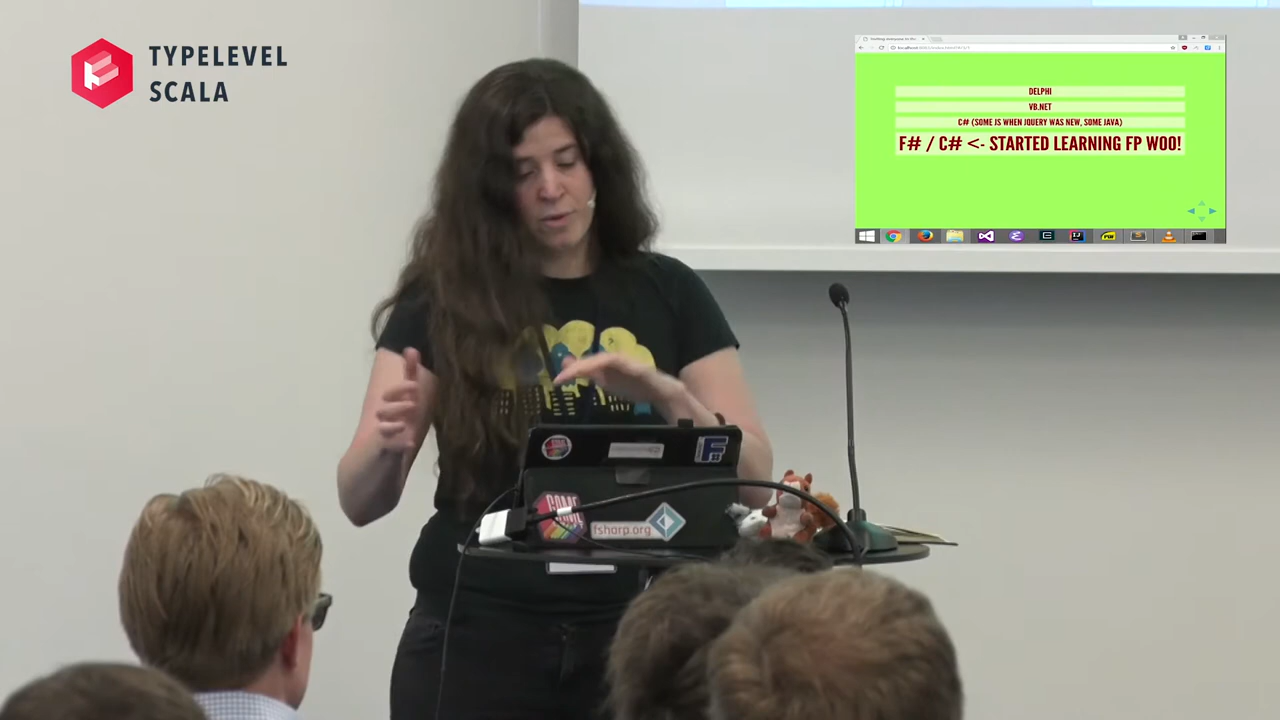 TYPELEVEL
SCALA
DELPHI
VB.NET
C# (SOME JS WHEN JQUERY WAS NEW, SOME JAVA)
F# / C# <- STARTED LEARNING FP WOO!
fsharp.org